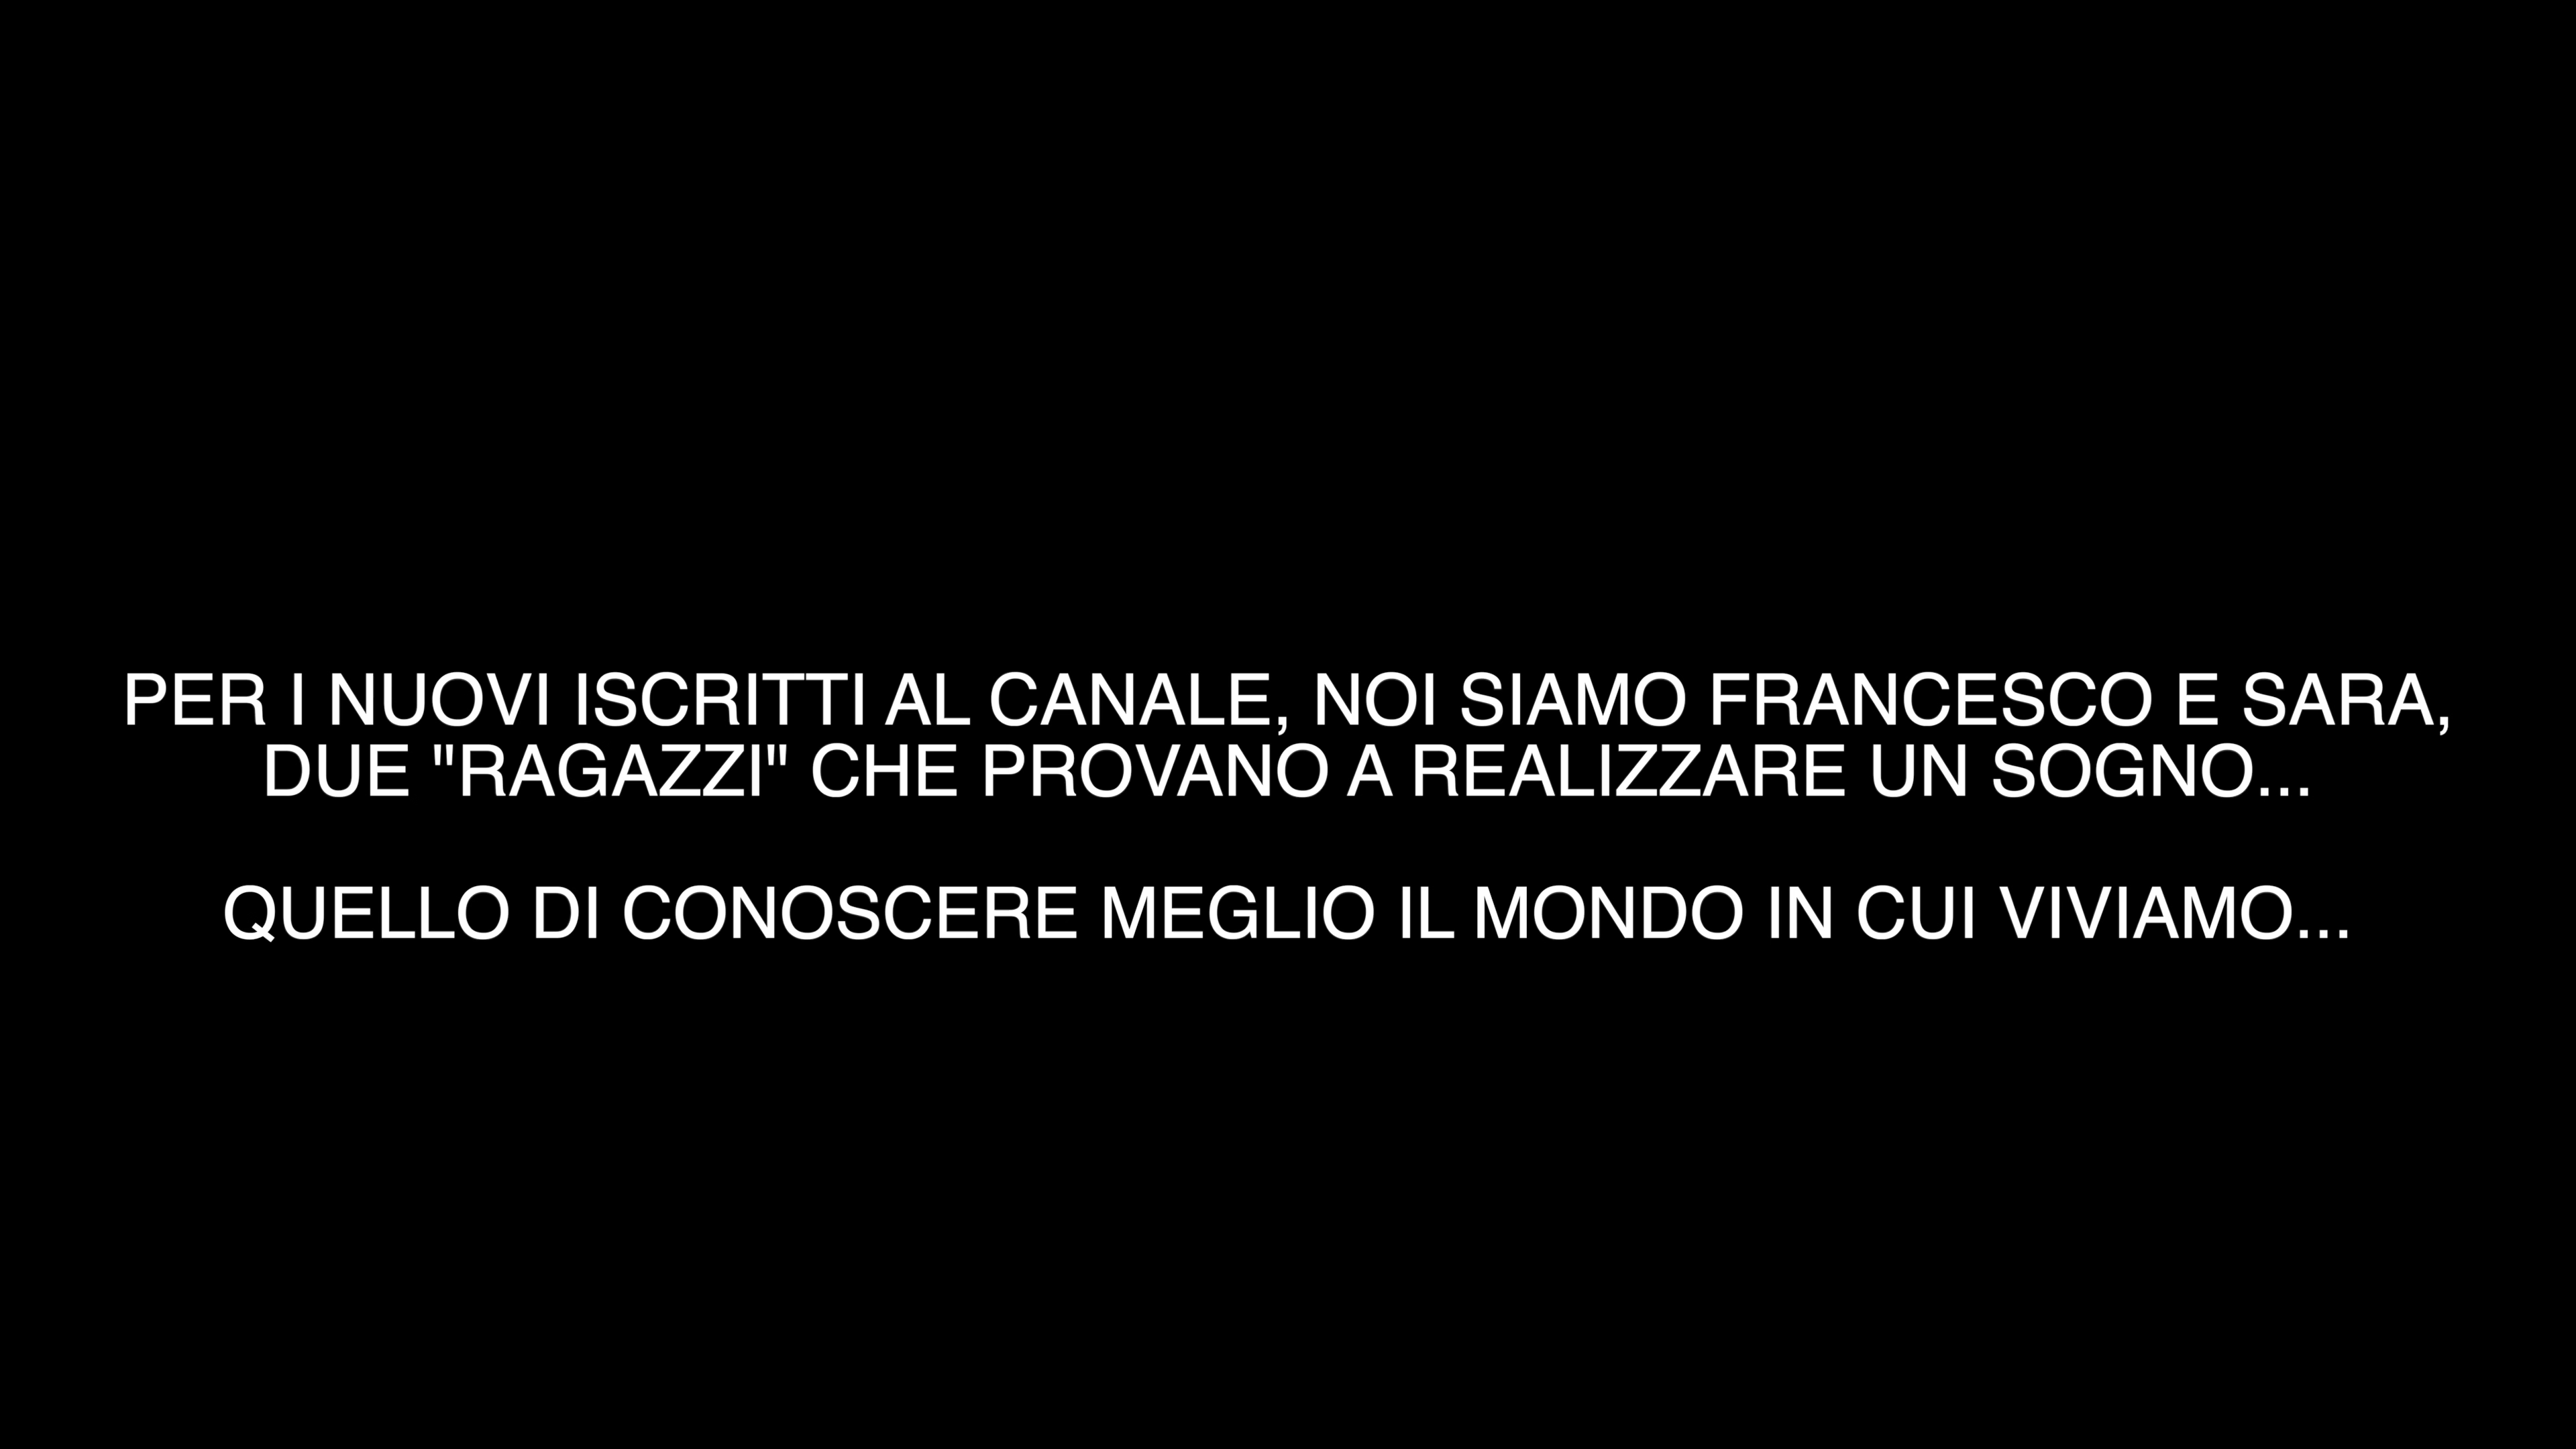 PER I NUOVI ISCRITTI AL CANALE, NOI SIAMO FRANCESCO E SARA,
DUE "RAGAZZI" CHE PROVANO A REALIZZARE UN SOGNO...
QUELLO DI CONOSCERE MEGLIO IL MONDO IN CUI VIVIAMO...